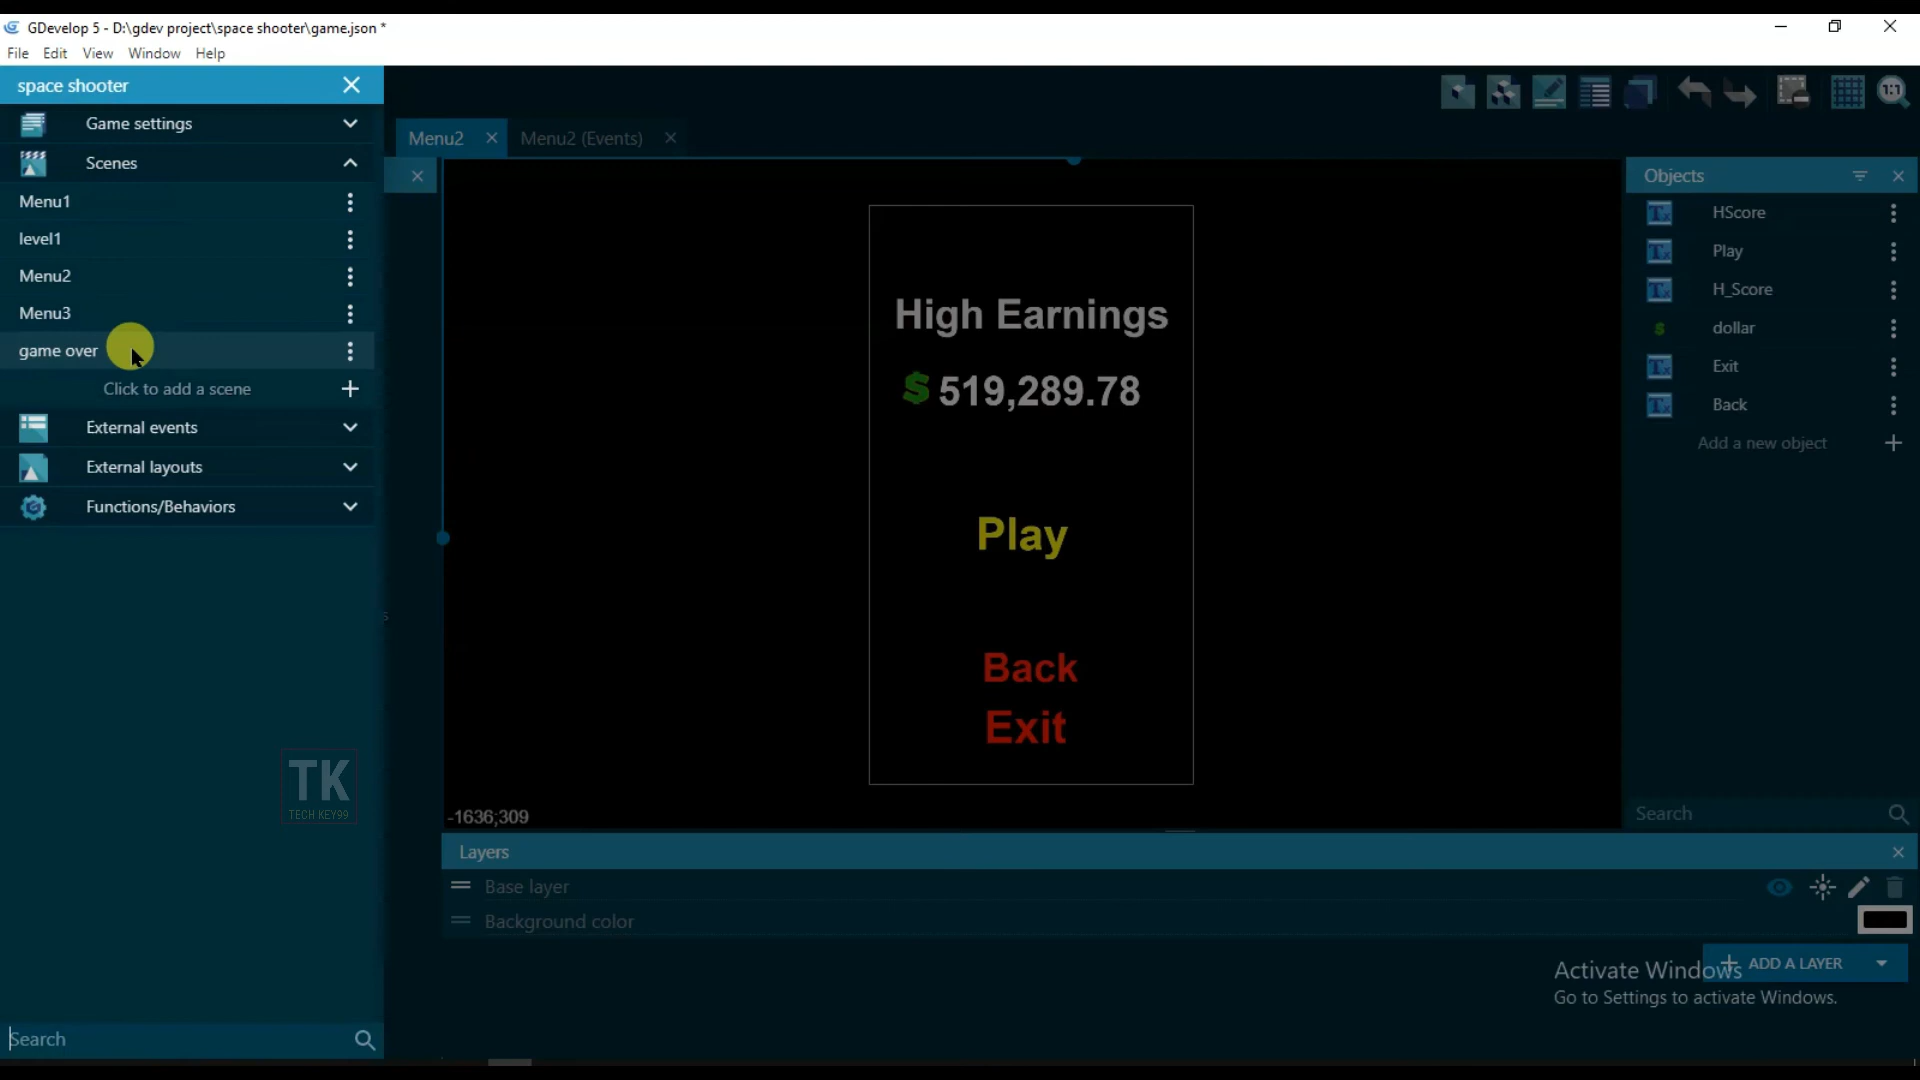 GDevelop 5 - D:\gdev project\space shooter\game.json *
File Edit View Window Help
space shooter
Game settings
Scenes
Menu1
level1
Menu2
Menu3
game over
Click to add a scene
External events
External layouts
Functions/Behaviors
TK
TECH KEY99
Search
Menu2
Menu2 (Events)
1:1
High Earnings
$ 519,289.78
Play
Back
Exit
-1636;309
Objects
HScore
Play
H_Score
$ dollar
Exit
Back
Add a new object
Search
Layers
Base layer
Background color
ADD A LAYER
Activate Windows
Go to Settings to activate Windows.